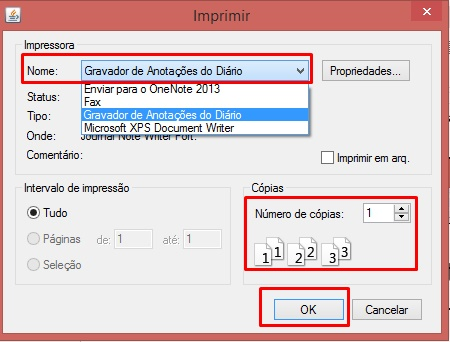 Imprimir
Impressora
Nome: Gravador de Anotações do Diário Propriedades...
Enviar para o OneNote 2013
Status: Fax
Tipo: Gravador de Anotações do Diário
Microsoft XPS Document Writer
Onde: Journal Note Writer Port:
Comentário: Imprimir em arq.
Intervalo de impressão Cópias
Tudo Número de cópias: 1
Páginas de: 1 até: 1
1 1 2 2 3 3
Seleção
OK Cancelar